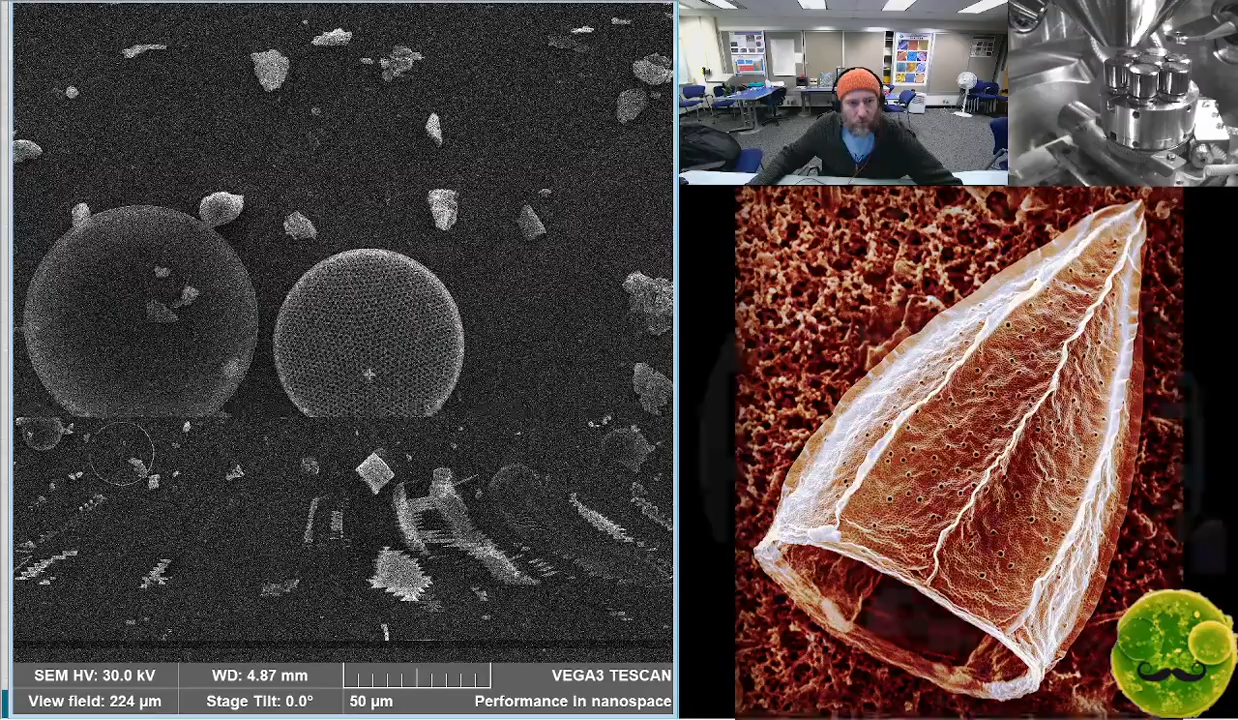 SEM HV: 30.0 kV
WD: 4.87 mm
VEGA3 TESCAN
View field: 224 µm
Stage Tilt: 0.0°
50 µm
Performance in nanospace